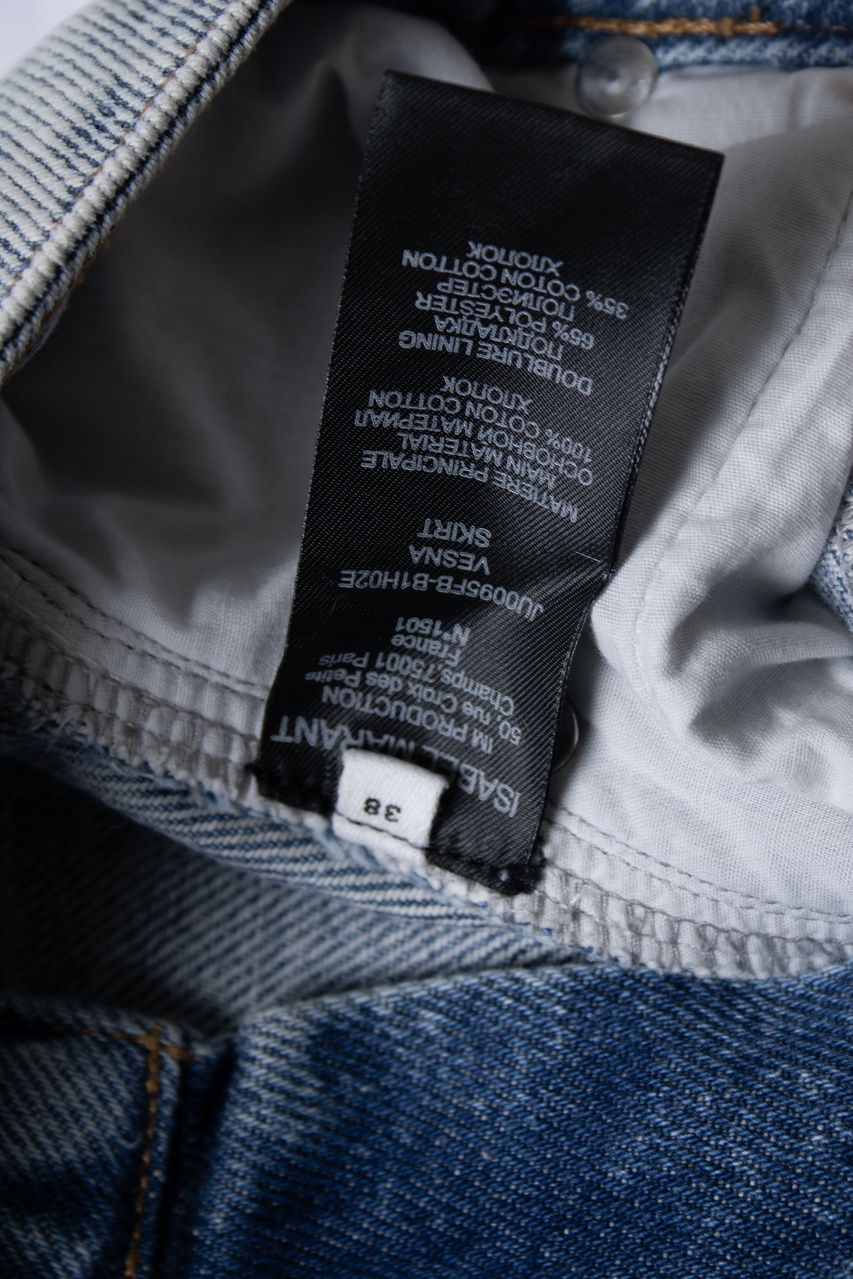 ISABEL MARANT
IM PRODUCTION
50, rue Croix des Petits
Champs, 75001 Paris
France
N°1501
JU0095FB-B1H02E
VESNA
SKIRT
MATIERE PRINCIPALE
MAIN MATERIAL
ОСНОВНОЙ МАТЕРИАЛ
100% COTON COTTON
ХЛОПОК
DOUBLURE LINING
ПОДКЛАДКА
65% POLYESTER
ПОЛИЭСТЕР
35% COTON COTTON
ХЛОПОК
38